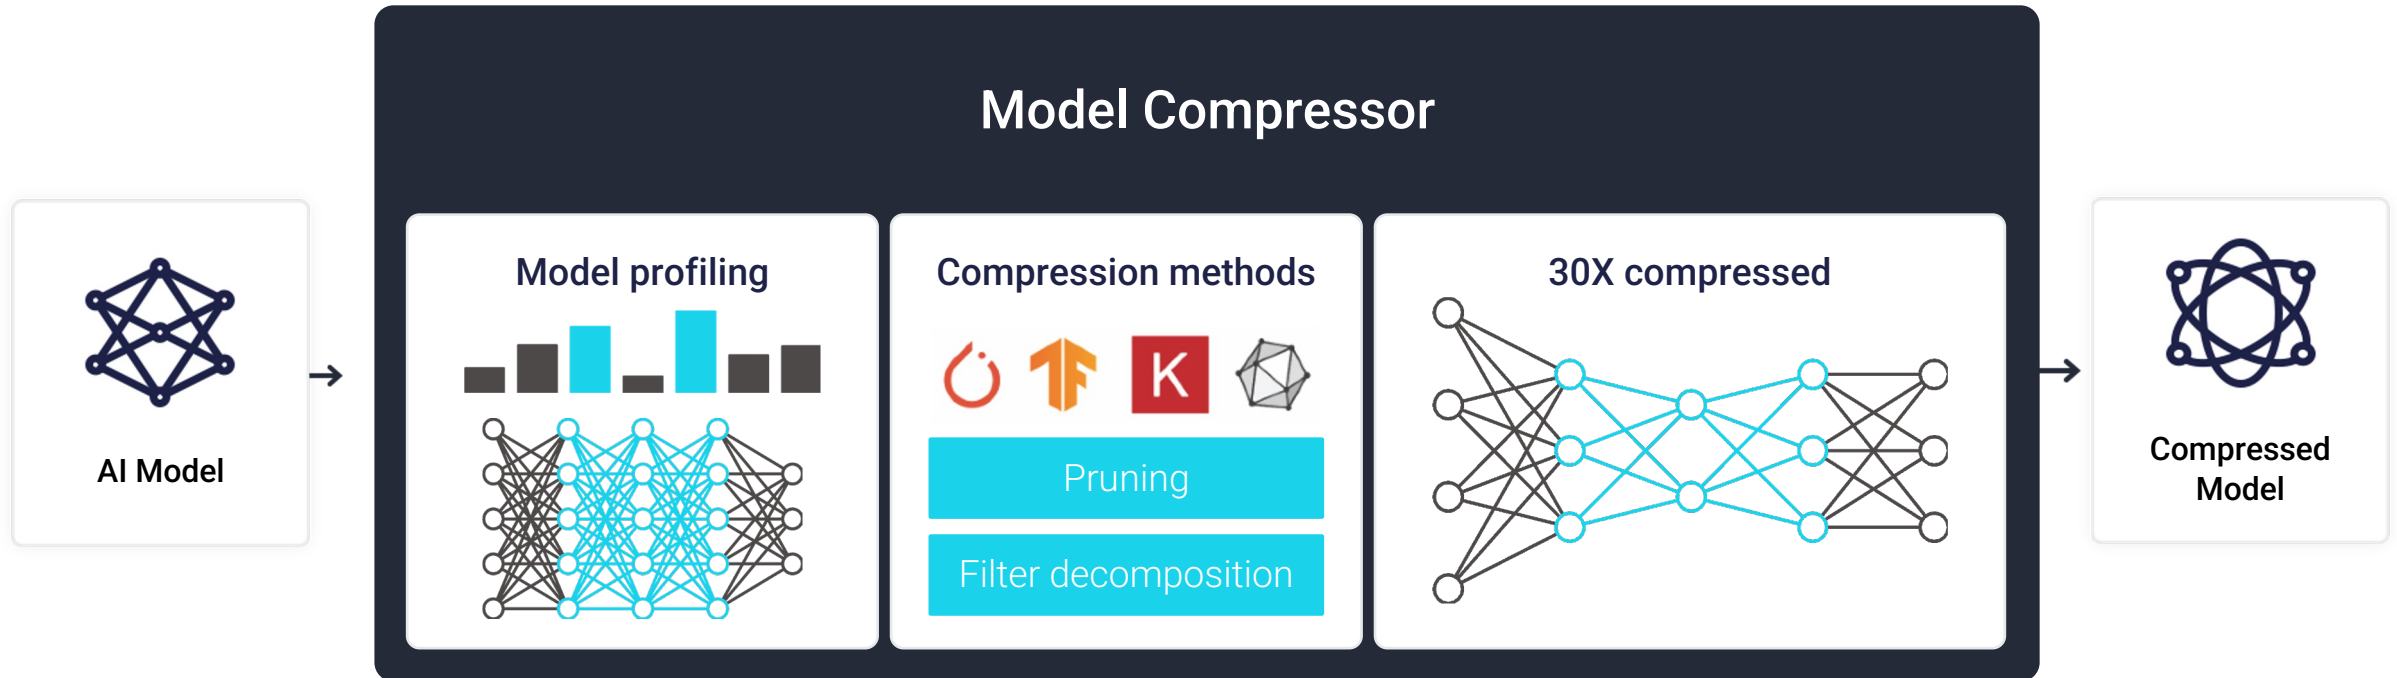 Model Compressor
AI Model
Model profiling
Compression methods
K
Pruning
Filter decomposition
30X compressed
Compressed
Model